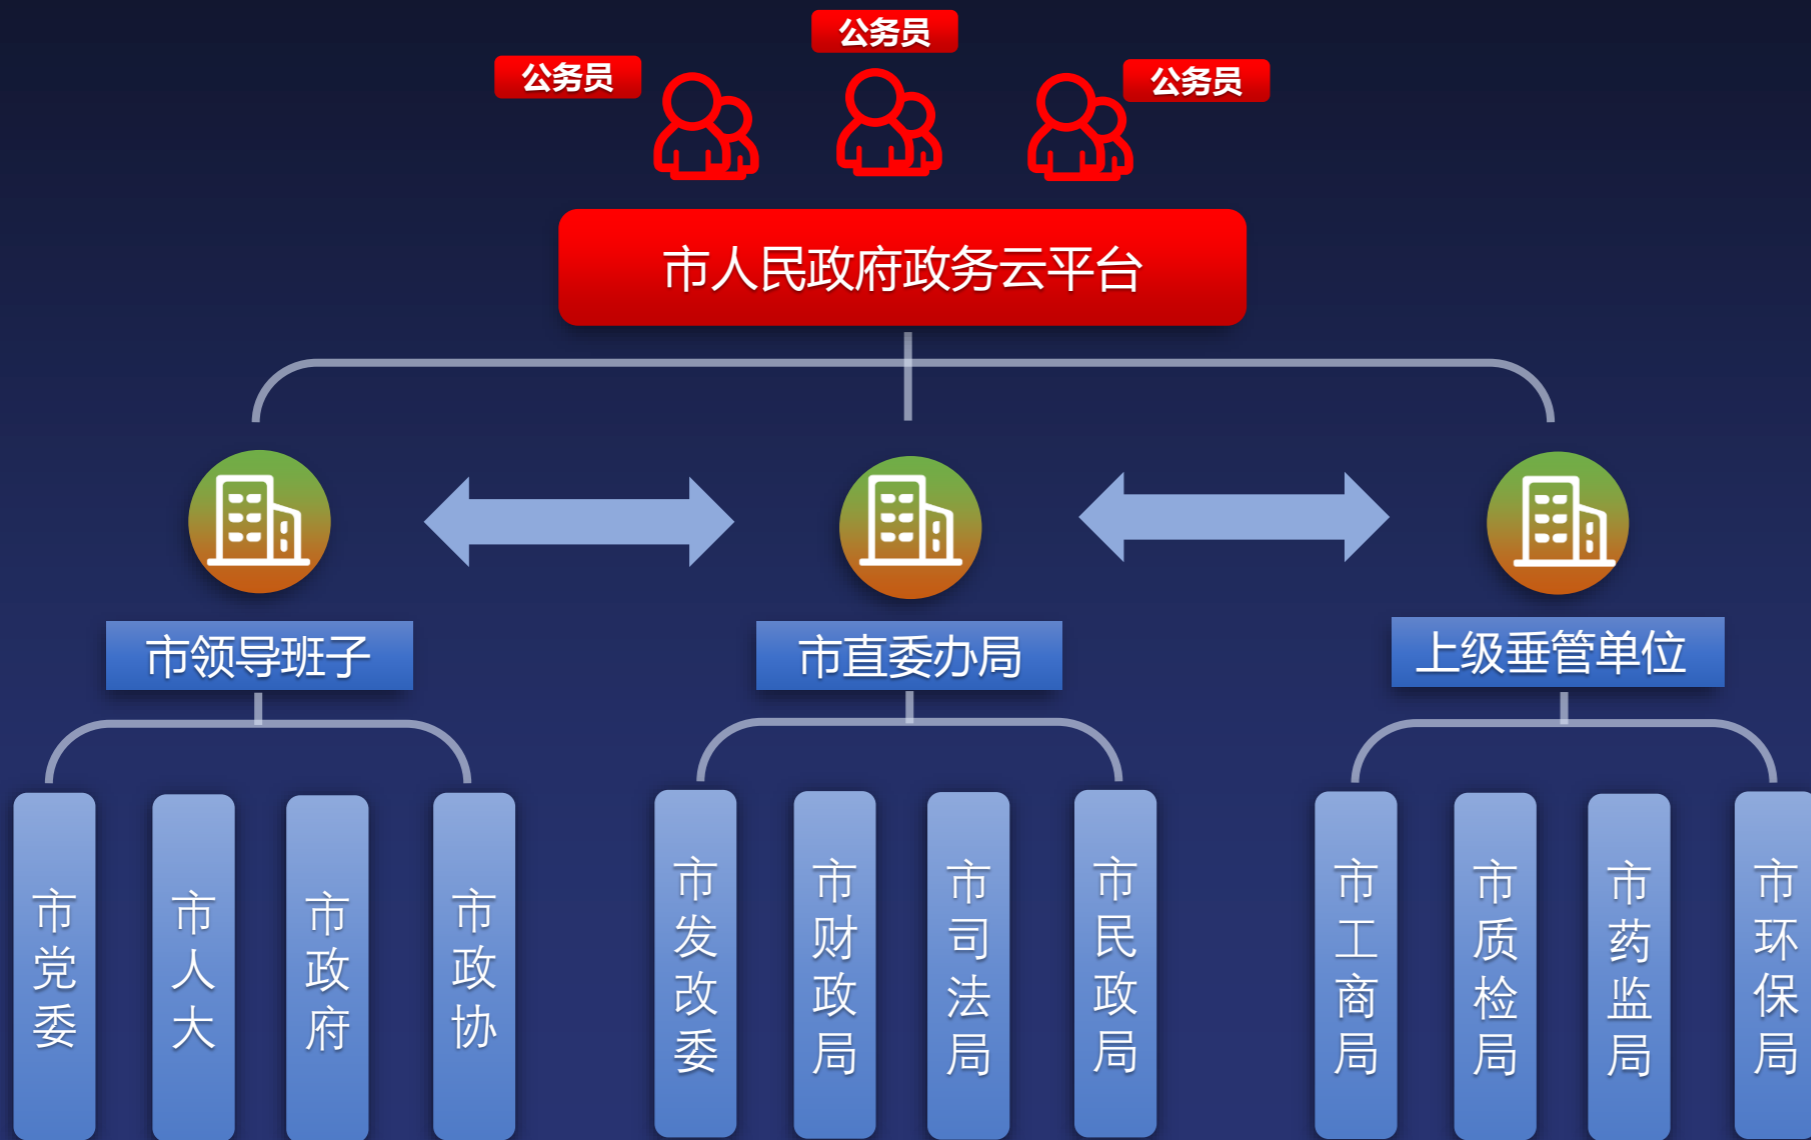 公务员
公务员
公务员
市人民政府政务云平台
市领导班子
市直委办局
上级垂管单位
市党委
市人大
市政府
市政协
市发改委
市财政局
市司法局
市民政局
市工商局
市质检局
市药监局
市环保局